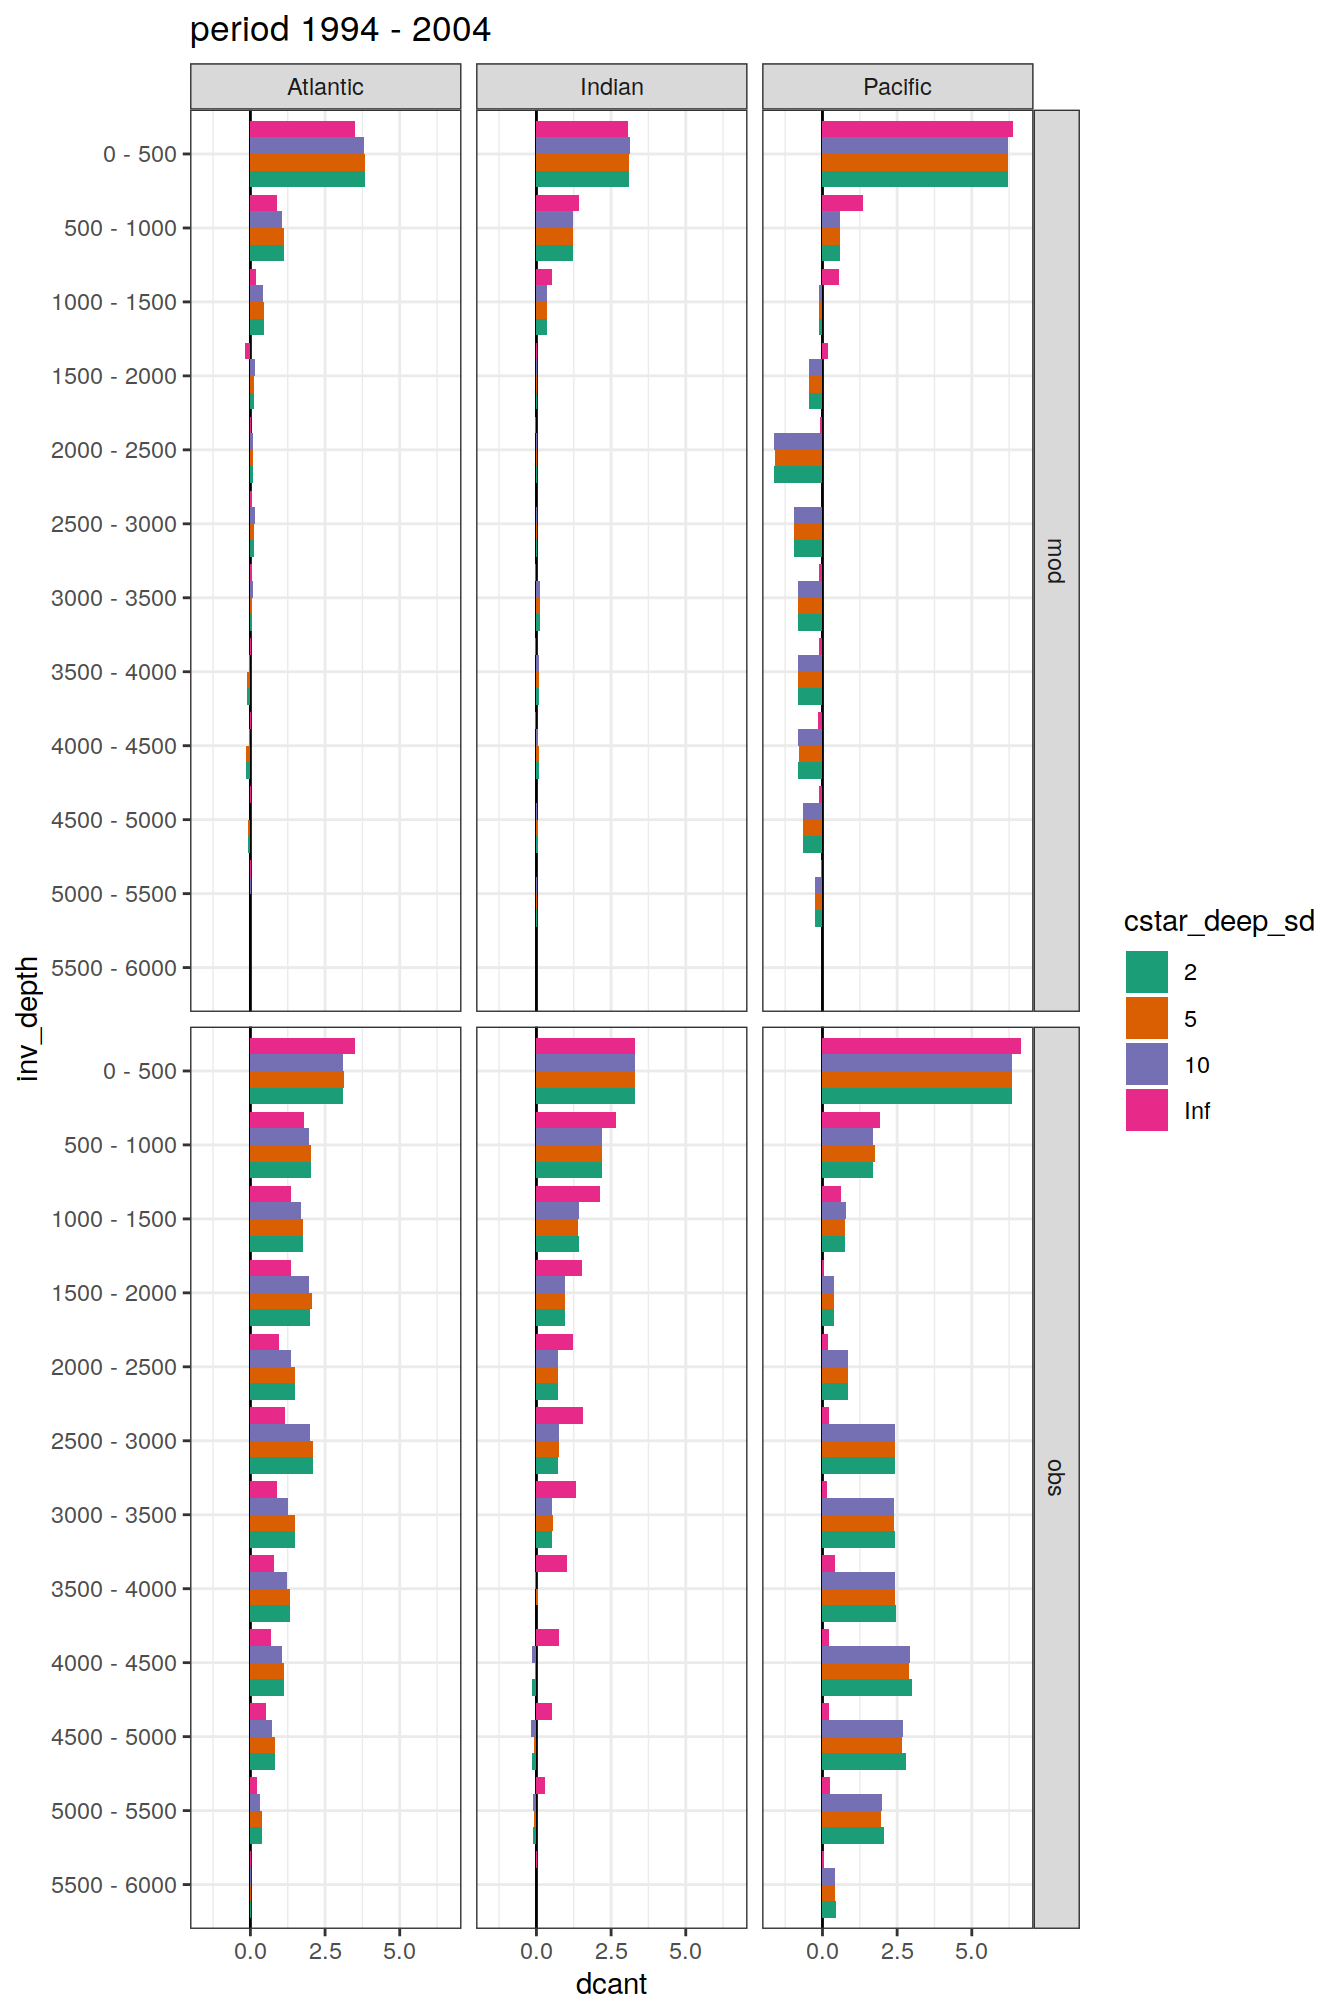 period 1994 - 2004
Atlantic
Indian
Pacific
0 - 500
500 - 1000
1000 - 1500
1500 - 2000
2000 - 2500
2500 - 3000
3000 - 3500
3500 - 4000
4000 - 4500
4500 - 5000
5000 - 5500
5500 - 6000
mod
inv_depth
0 - 500
500 - 1000
1000 - 1500
1500 - 2000
2000 - 2500
2500 - 3000
3000 - 3500
3500 - 4000
4000 - 4500
4500 - 5000
5000 - 5500
5500 - 6000
obs
0.0 2.5 5.0
0.0 2.5 5.0
0.0 2.5 5.0
dcant
cstar_deep_sd
2
5
10
Inf